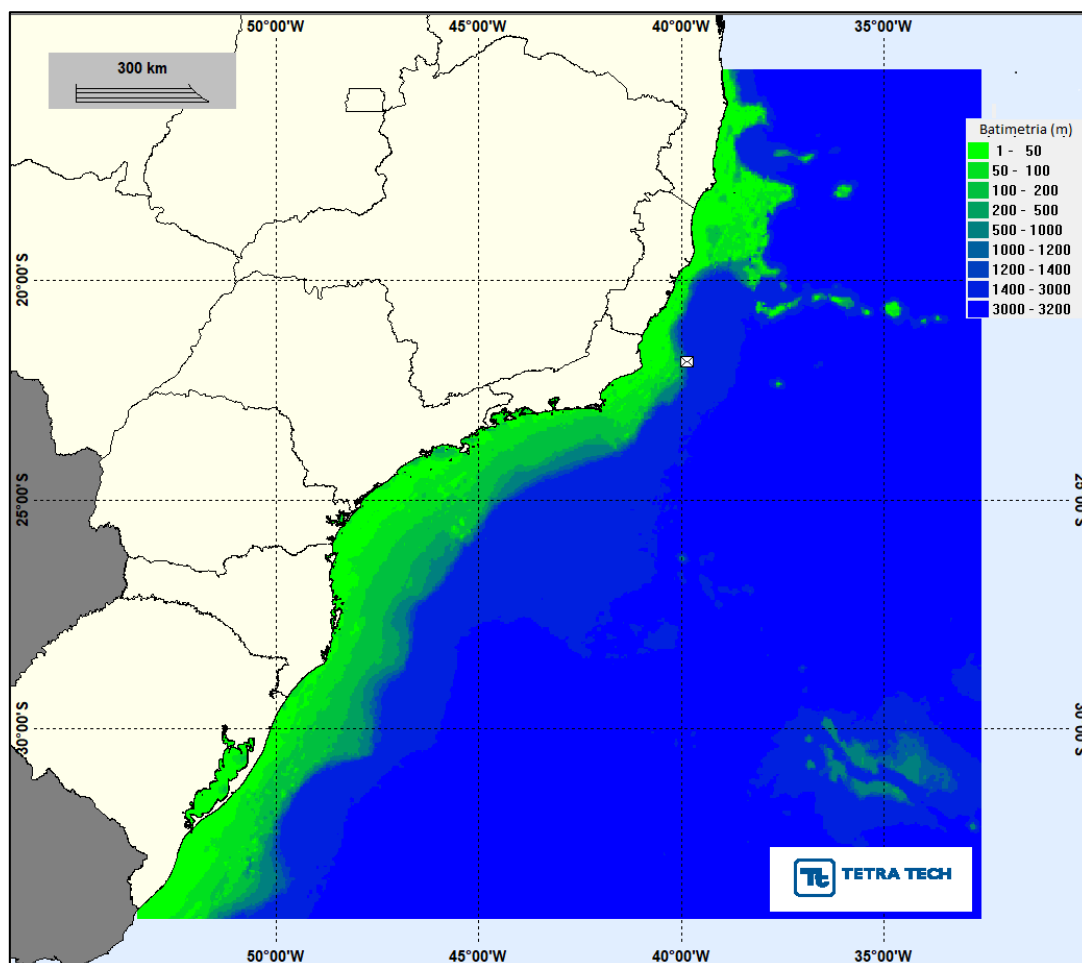 50°00'W 45°00'W 40°00'W 35°00'W
300 km
Batimetria (m)
1 - 50
50 - 100
100 - 200
200 - 500
500 - 1000
1000 - 1200
1200 - 1400
1400 - 3000
3000 - 3200
20°00'S
25°00'S
25°00'S
30°00'S
30°00'S
Tt TETRA TECH
50°00'W 45°00'W 40°00'W 35°00'W